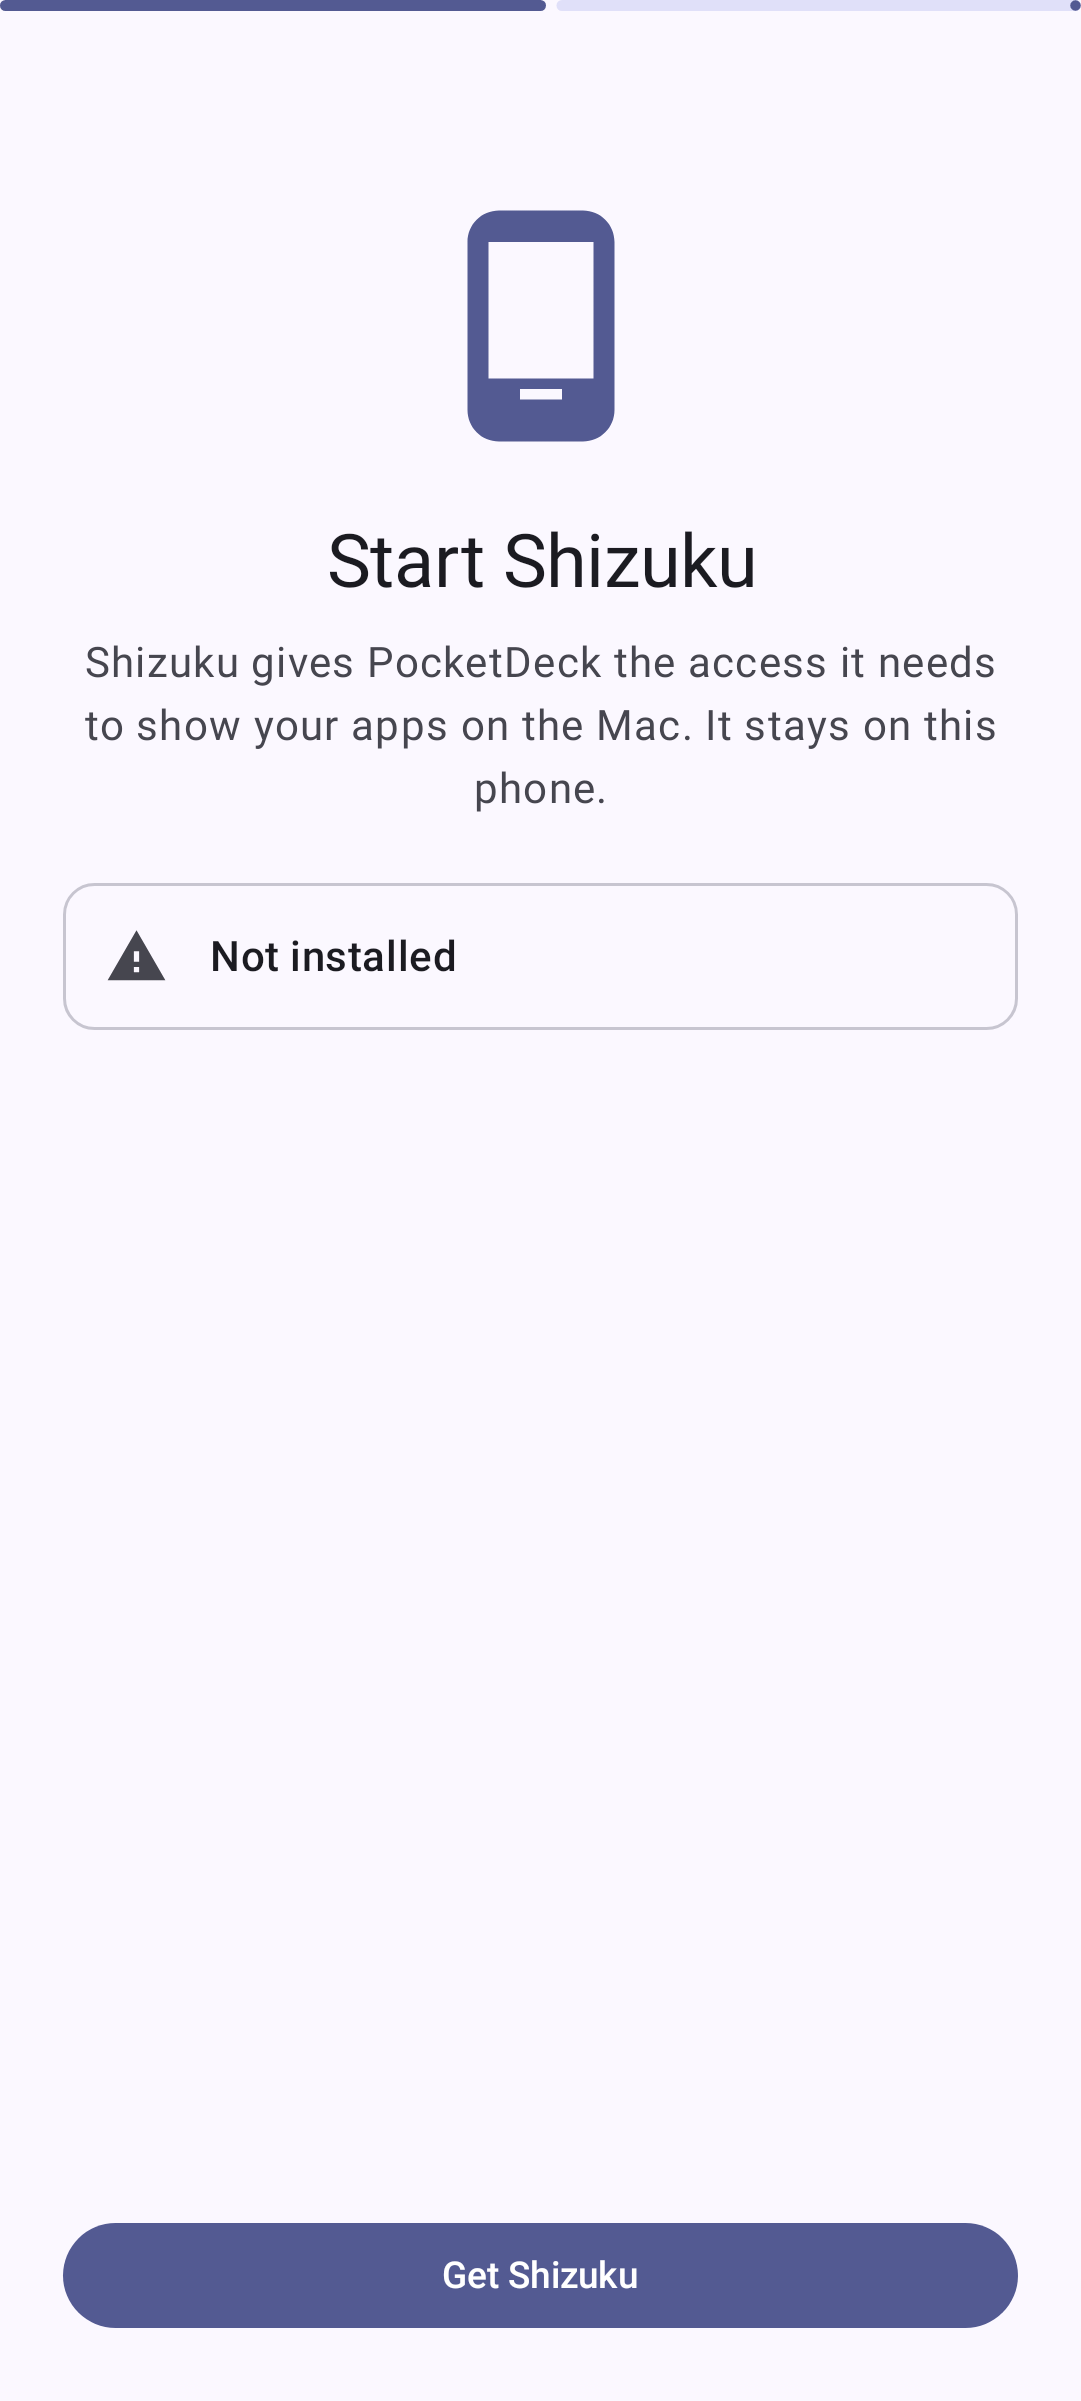 Start Shizuku
Shizuku gives PocketDeck the access it needs
to show your apps on the Mac. It stays on this
phone.
Not installed
Get Shizuku